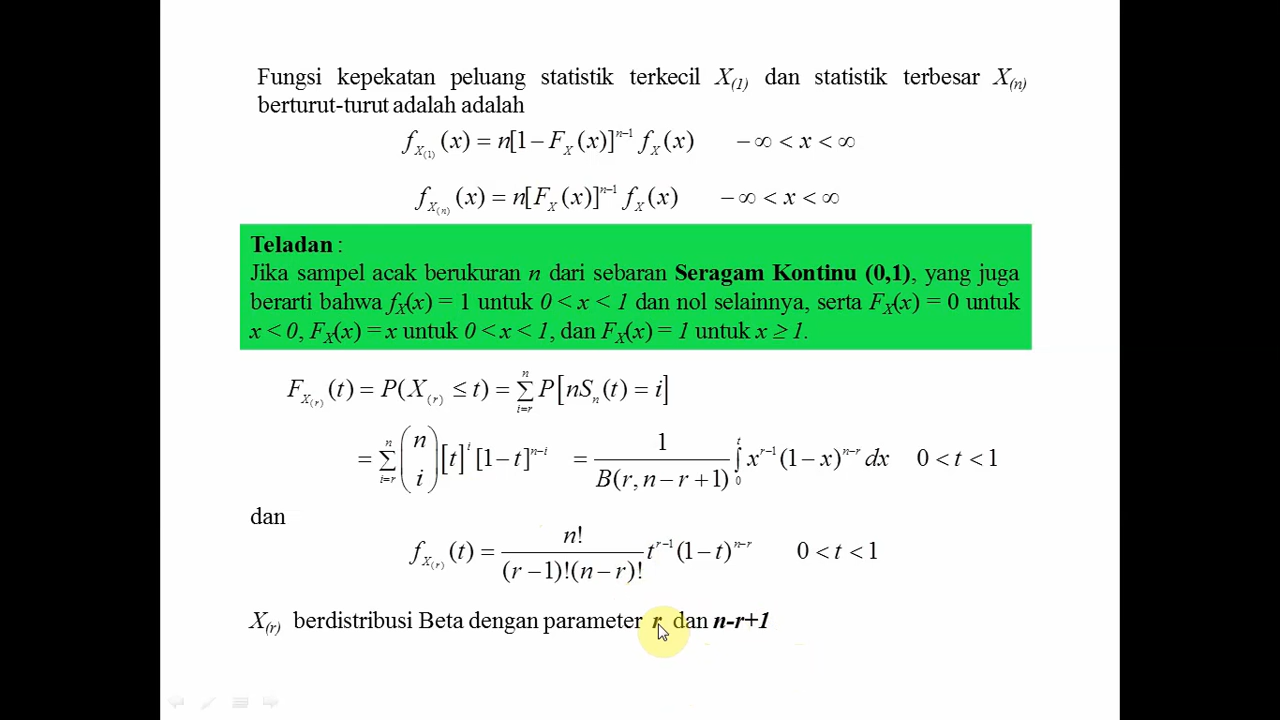 Fungsi kepekatan peluang statistik terkecil X(1) dan statistik terbesar X(n)
berturut-turut adalah adalah
f_{X_{(1)}}(x) = n[1 − F_X(x)]^{n−1} f_X(x)    − ∞ < x < ∞
f_{X_{(n)}}(x) = n[F_X(x)]^{n−1} f_X(x)    − ∞ < x < ∞
Teladan :
Jika sampel acak berukuran n dari sebaran Seragam Kontinu (0,1), yang juga
berarti bahwa f_X(x) = 1 untuk 0 < x < 1 dan nol selainnya, serta F_X(x) = 0 untuk
x < 0, F_X(x) = x untuk 0 < x < 1, dan F_X(x) = 1 untuk x ≥ 1.
F_{X_{(r)}}(t) = P(X_{(r)} ≤ t) = ∑_{i=r}^{n} P[nS_n(t) = i]
= ∑_{i=r}^{n} (n i) [t]^i [1 − t]^{n−i} = 1 / B(r, n − r + 1) ∫_0^t x^{r−1}(1 − x)^{n−r} dx    0 < t < 1
dan
f_{X_{(r)}}(t) = n! / (r − 1)!(n − r)! t^{r−1}(1 − t)^{n−r}    0 < t < 1
X(r) berdistribusi Beta dengan parameter r dan n-r+1